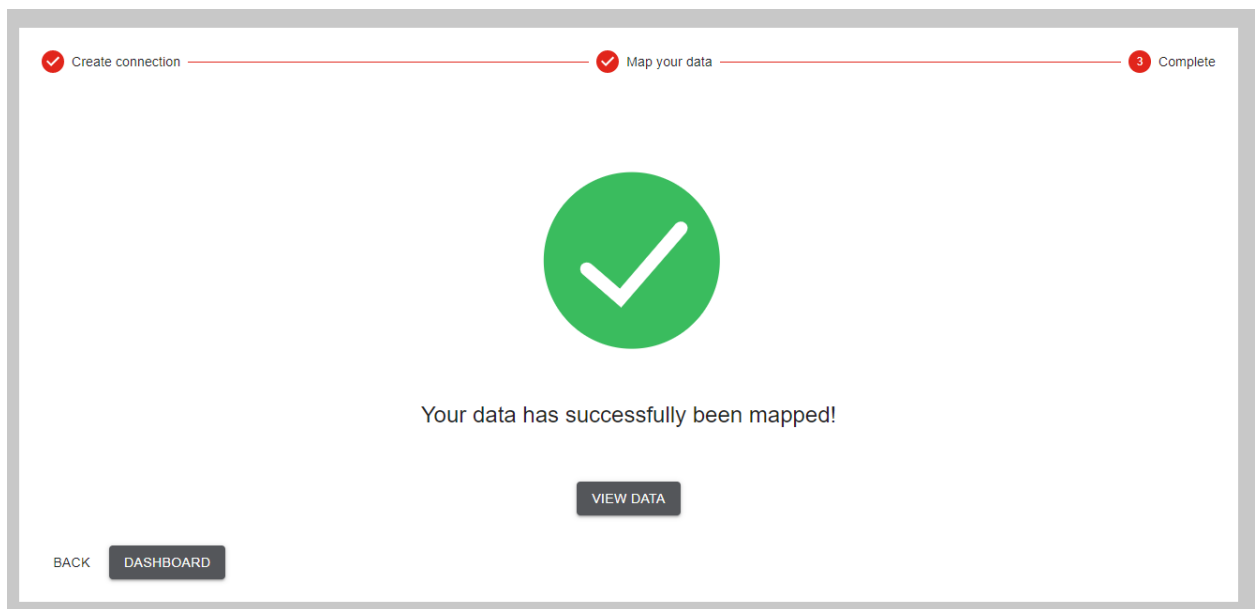 Create connection
Map your data
3 Complete
Your data has successfully been mapped!
VIEW DATA
BACK DASHBOARD